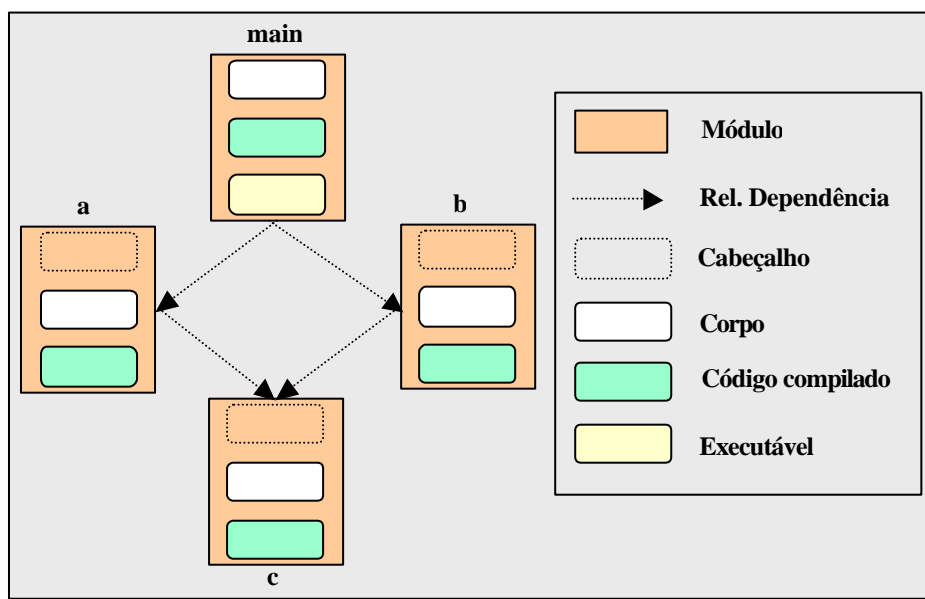 main
a
b
c
Módulo
Rel. Dependência
Cabeçalho
Corpo
Código compilado
Executável